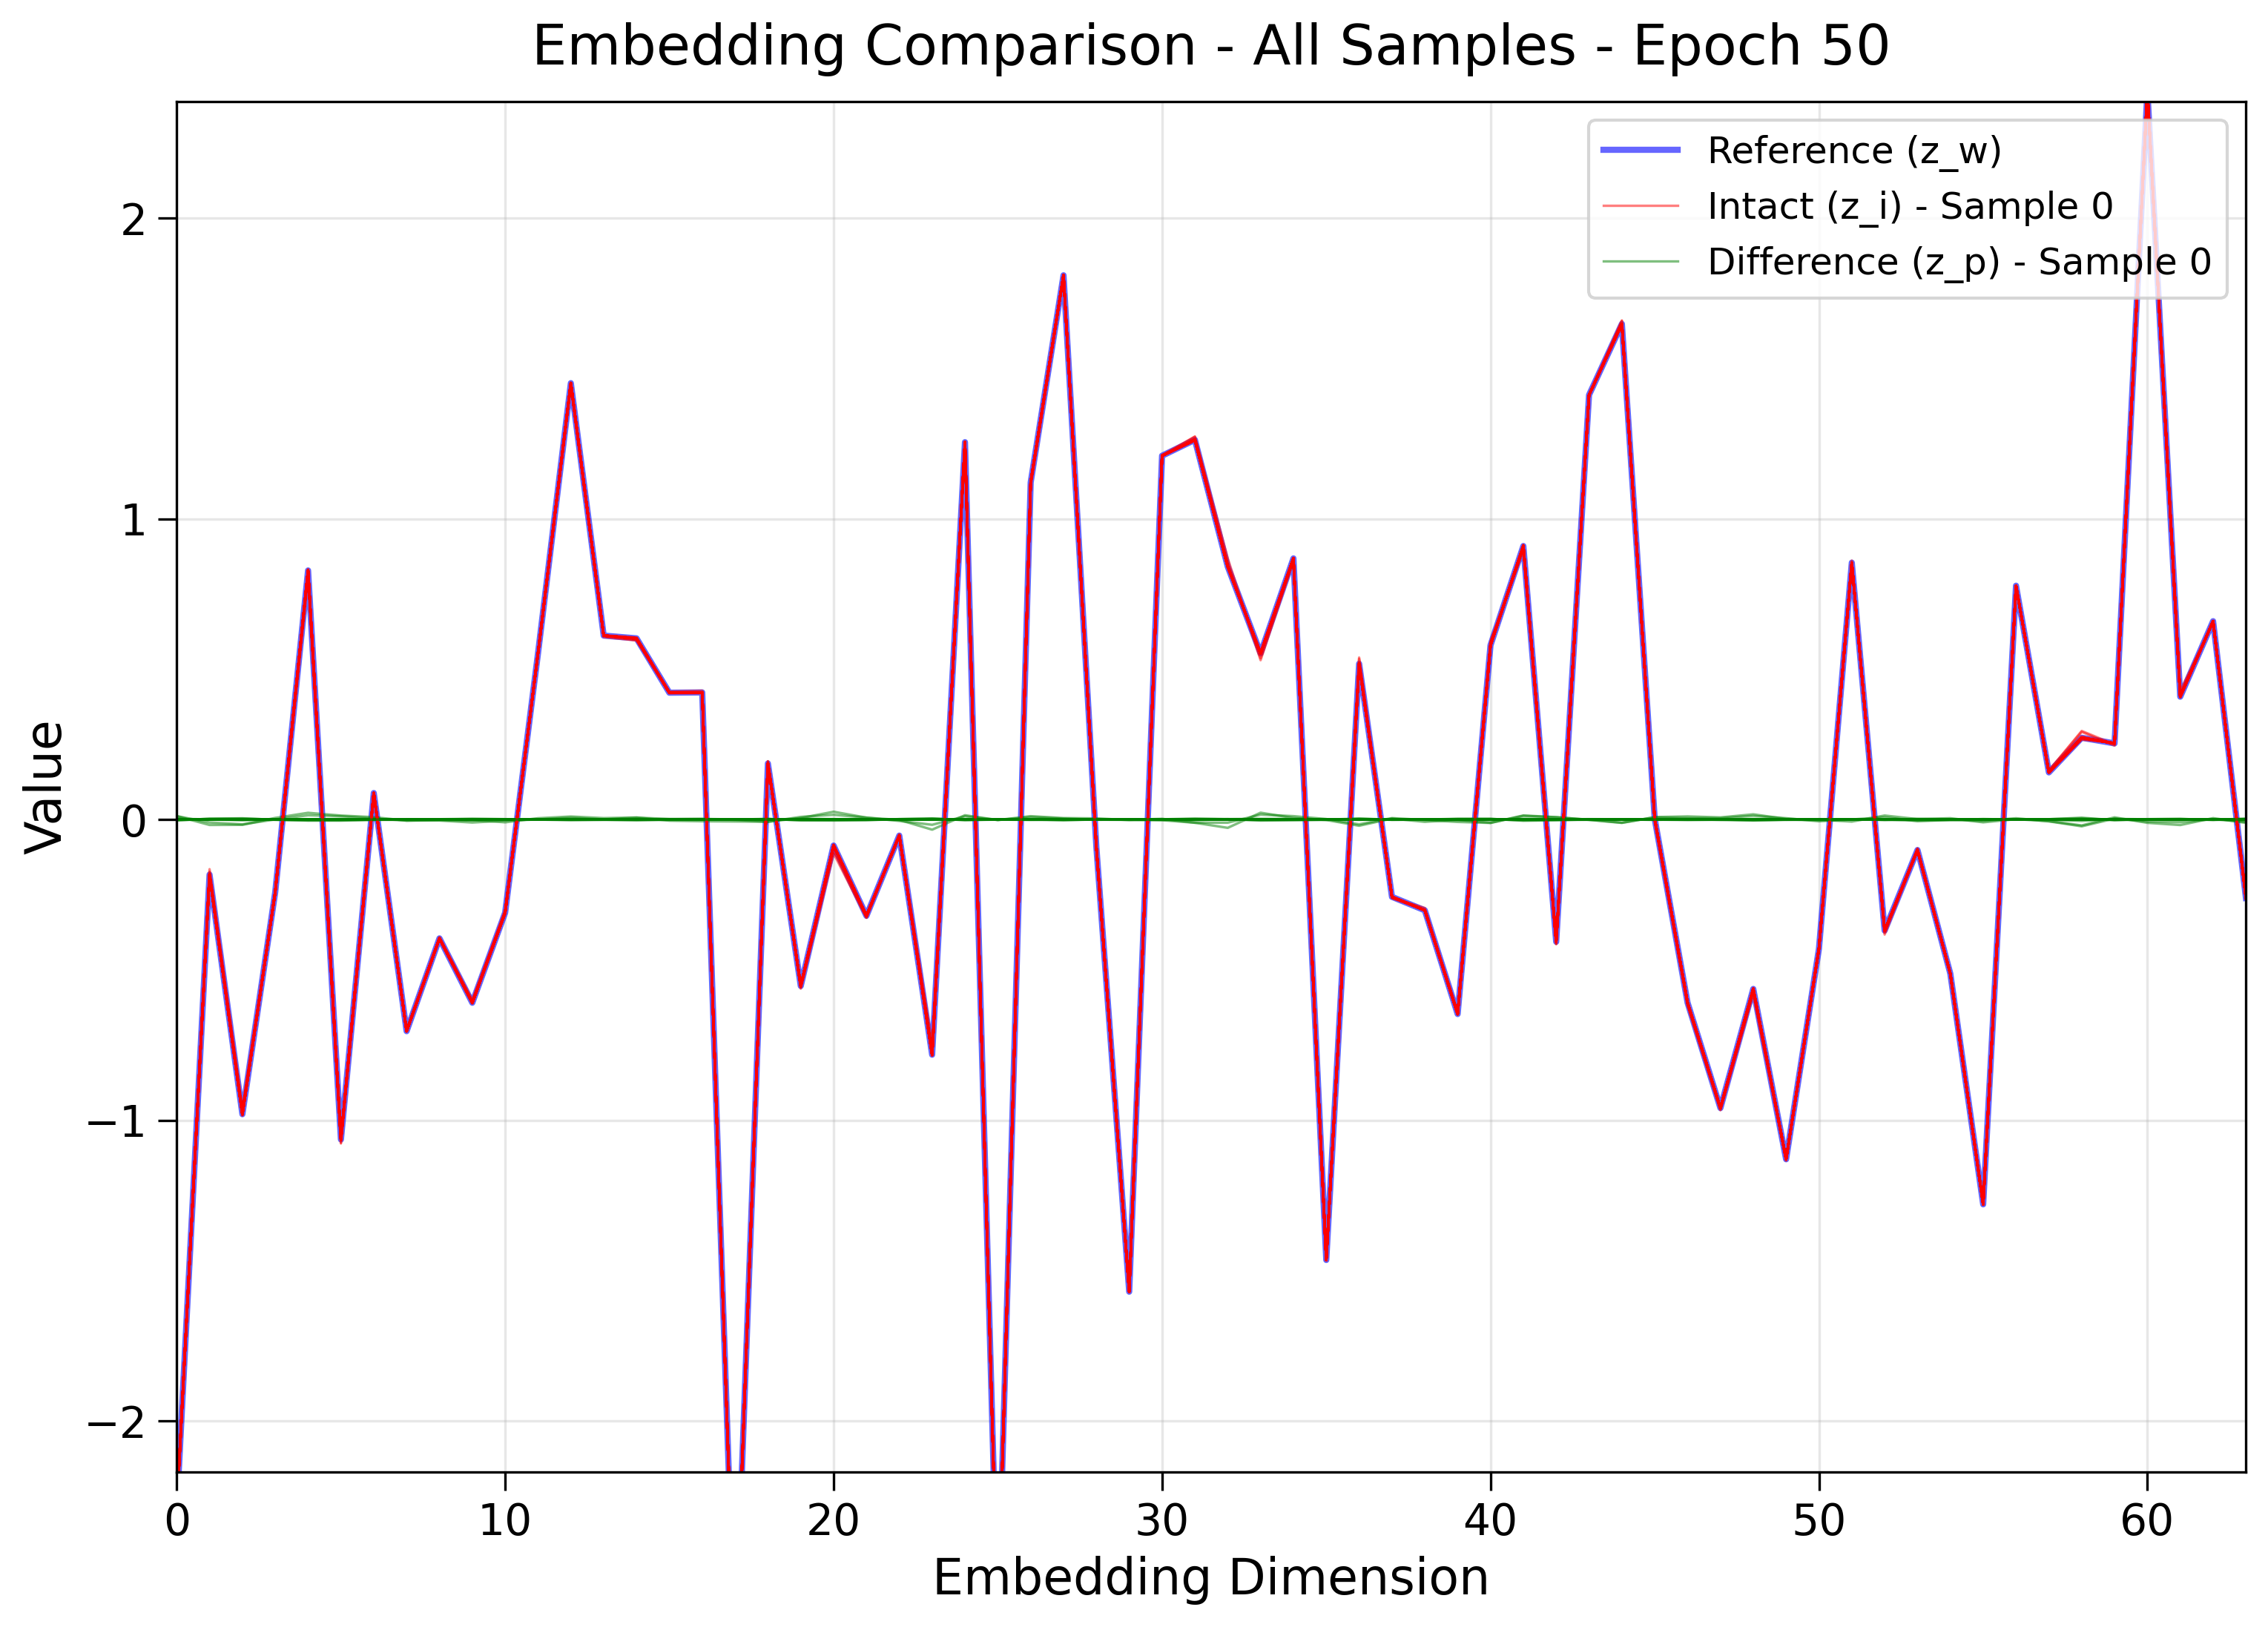 Embedding Comparison - All Samples - Epoch 50
Reference (z_w)
Intact (z_i) - Sample 0
Difference (z_p) - Sample 0
Value
2
1
0
−1
−2
0 10 20 30 40 50 60
Embedding Dimension